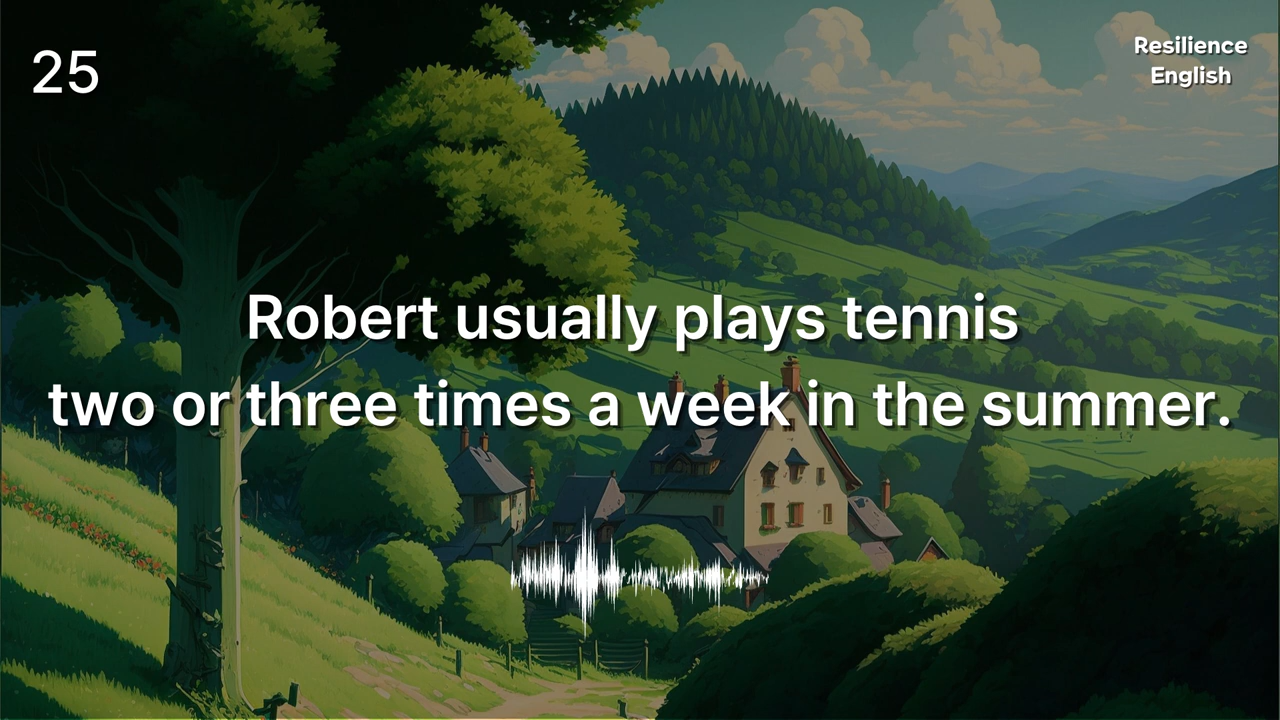 25
Resilience
English
Robert usually plays tennis
two or three times a week in the summer.